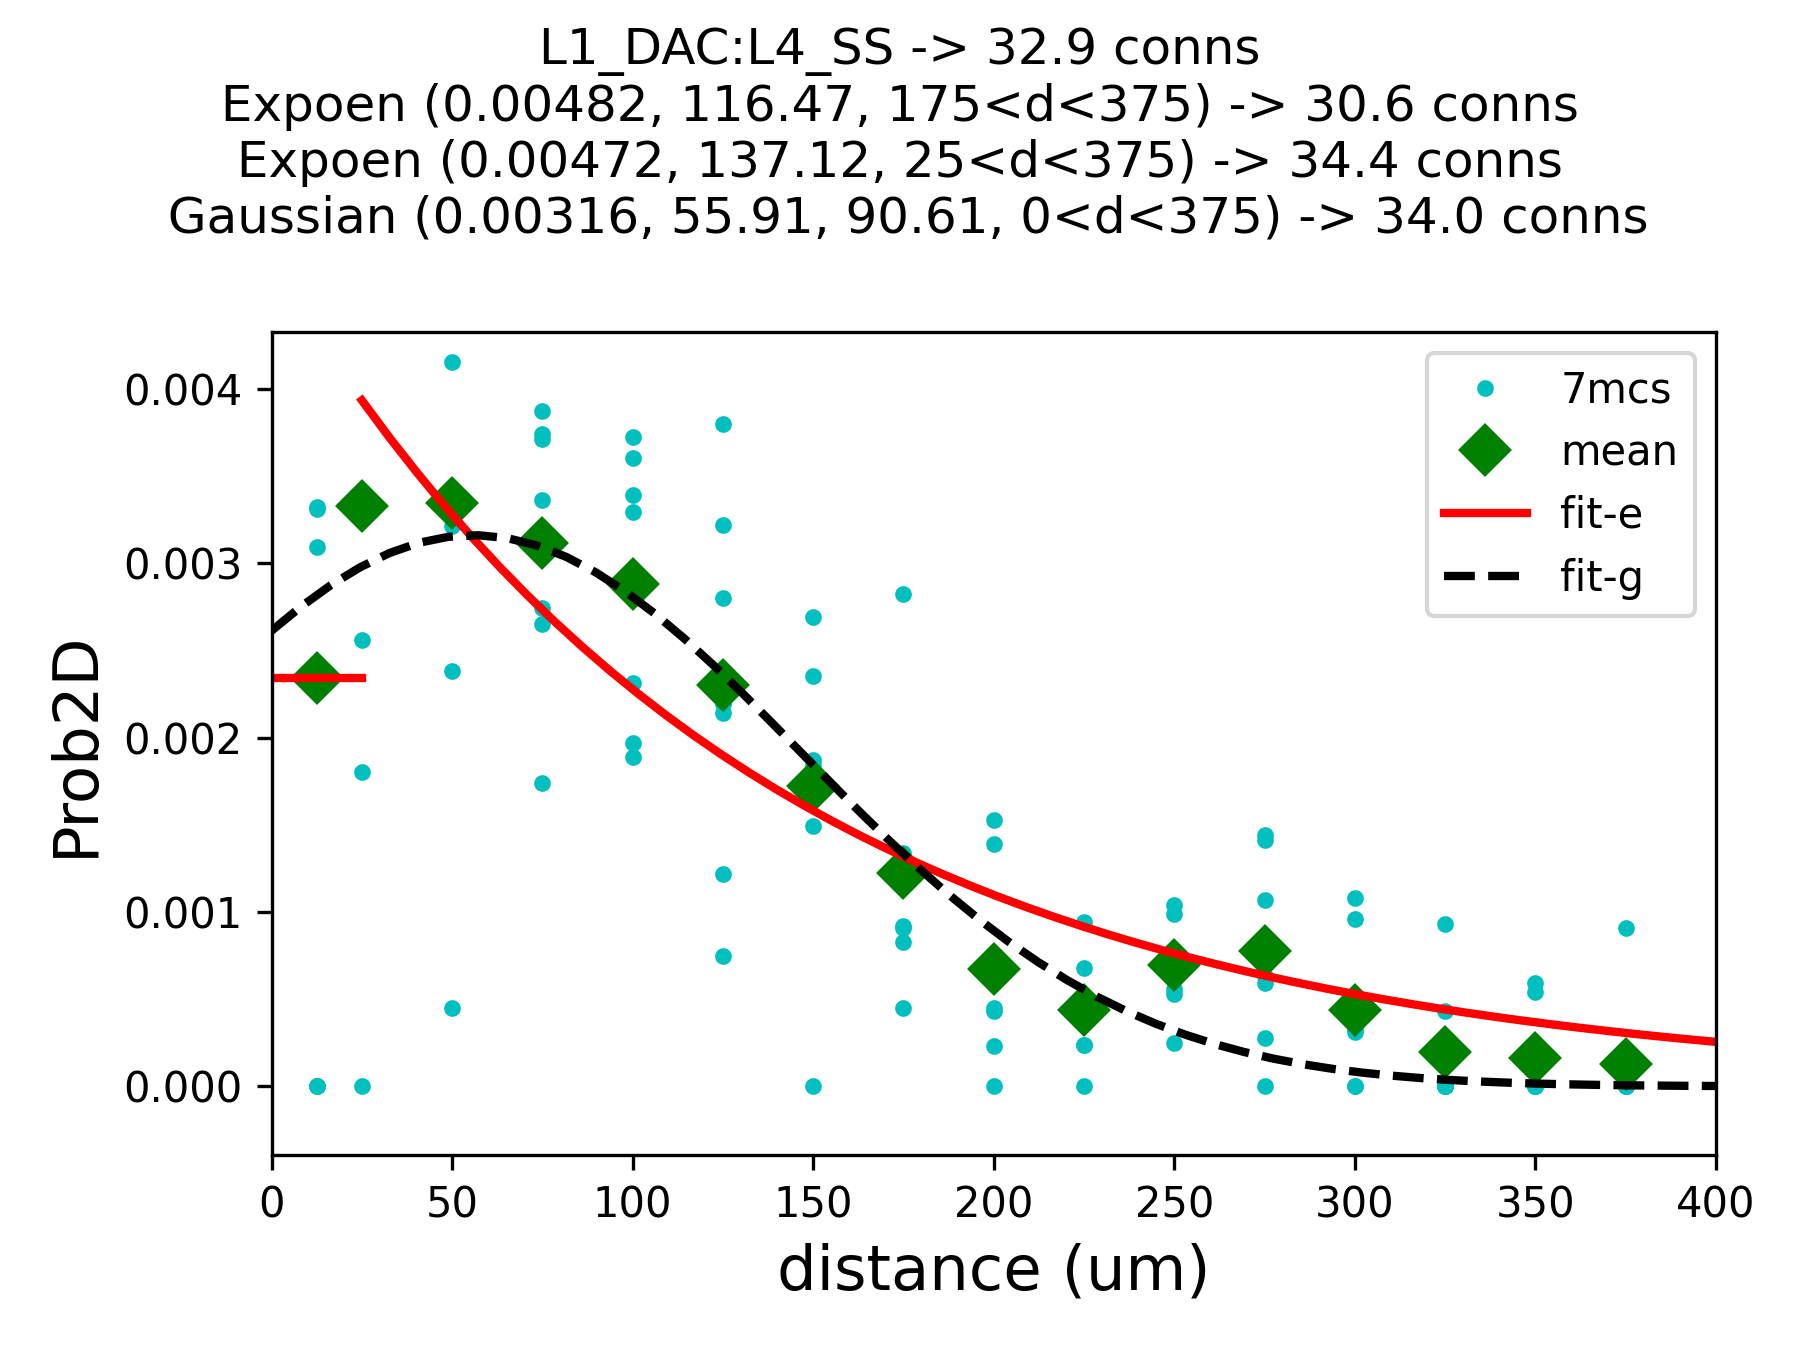 L1_DAC:L4_SS -> 32.9 conns
Expoen (0.00482, 116.47, 175<d<375) -> 30.6 conns
Expoen (0.00472, 137.12, 25<d<375) -> 34.4 conns
Gaussian (0.00316, 55.91, 90.61, 0<d<375) -> 34.0 conns
7mcs
mean
fit-e
fit-g
Prob2D
0.004
0.003
0.002
0.001
0.000
0 50 100 150 200 250 300 350 400
distance (um)